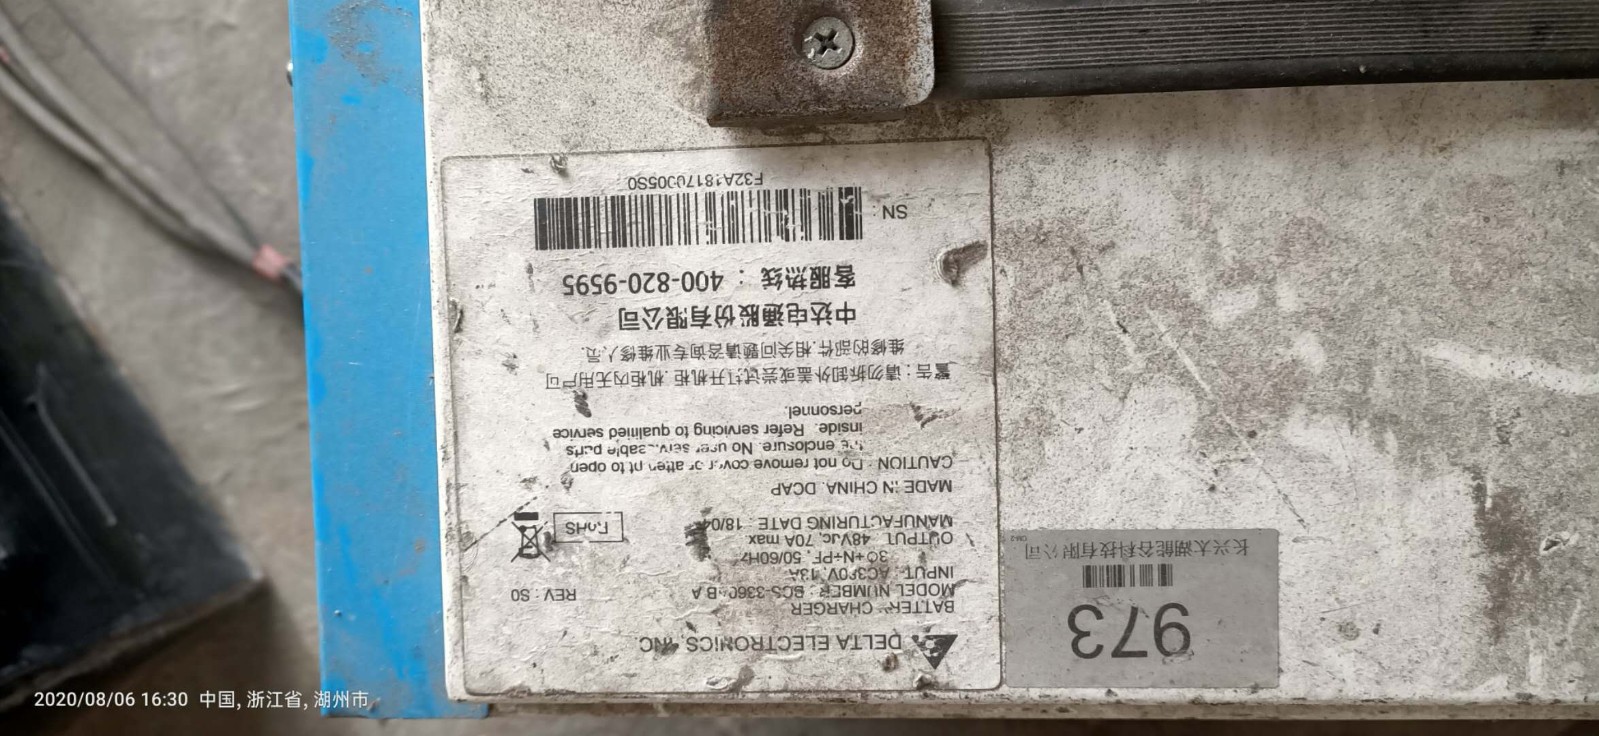 DELTA ELECTRONICS, INC.
BATTERY CHARGER
MODEL NUMBER: BCS-3360 B A REV: S0
INPUT: AC380V, 13A
3Ø+N+PE, 50/60Hz
OUTPUT: 48Vdc, 70A max
MANUFACTURING DATE: 18/04
RoHS
MADE IN CHINA. DCAP
CAUTION: Do not remove cover or attempt to open
the enclosure. No user serviceable parts
inside. Refer servicing to qualified service
personnel.
警告:请勿拆卸外盖或尝试打开机柜.机柜内无用户可
维修的部件.相关问题请咨询专业维修人员.
中达电通股份有限公司
客服热线: 400-820-9595
SN:
F32A18170005S0
973
长兴太湖能谷科技有限公司
2020/08/06 16:30 中国, 浙江省, 湖州市